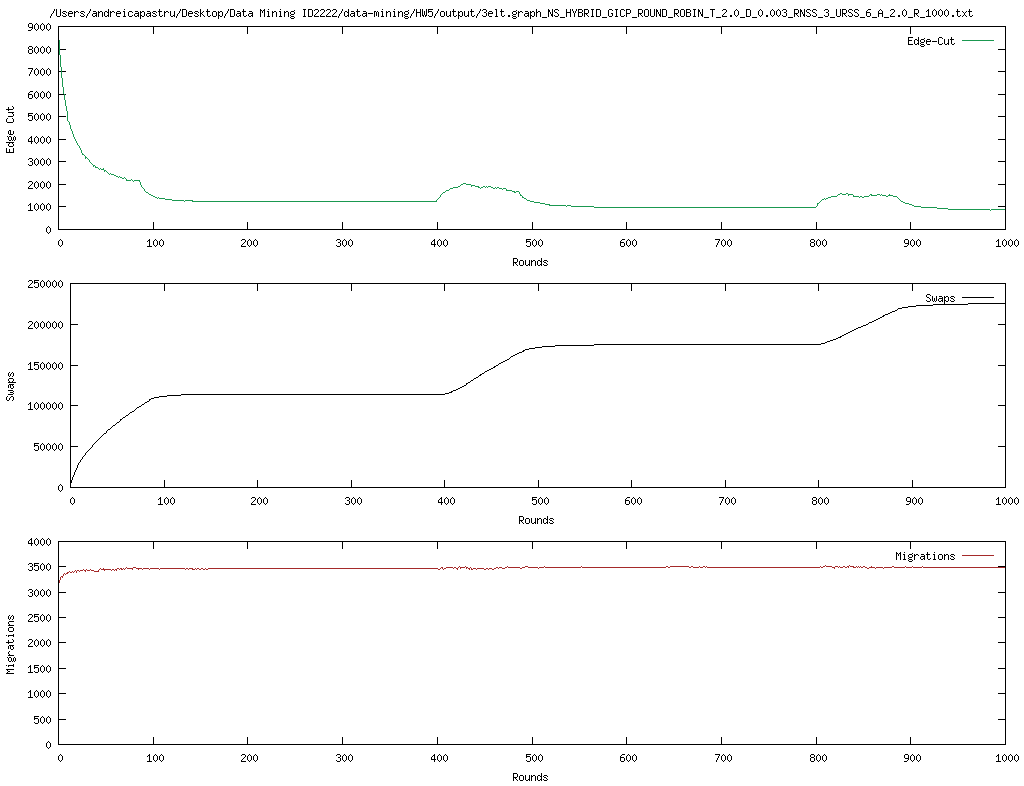 /Users/andreicapastru/Desktop/Data Mining ID2222/data-mining/HW5/output/3elt.graph_NS_HYBRID_GICP_ROUND_ROBIN_T_2.0_D_0.003_RNSS_3_URSS_6_A_2.0_R_1000.txt
Edge-Cut
9000
8000
7000
6000
5000
4000
3000
2000
1000
0
Edge Cut
0 100 200 300 400 500 600 700 800 900 1000
Rounds
Swaps
250000
200000
150000
100000
50000
0
Swaps
0 100 200 300 400 500 600 700 800 900 1000
Rounds
Migrations
4000
3500
3000
2500
2000
1500
1000
500
0
Migrations
0 100 200 300 400 500 600 700 800 900 1000
Rounds